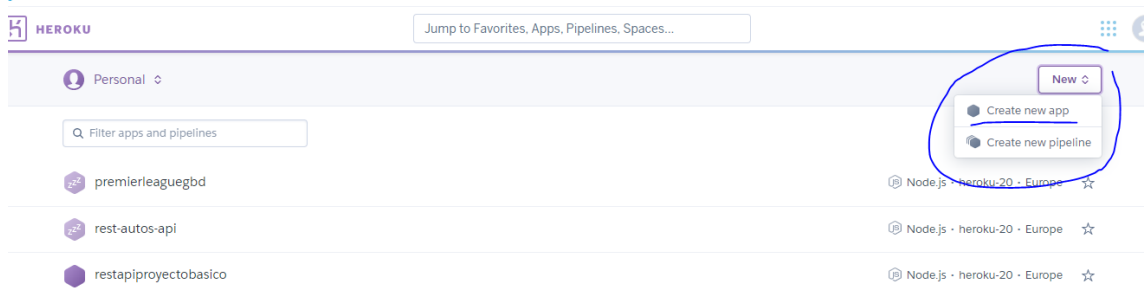 HEROKU
Jump to Favorites, Apps, Pipelines, Spaces...
Personal
New
Create new app
Create new pipeline
Filter apps and pipelines
premierleaguegbd
Node.js · heroku-20 · Europe
rest-autos-api
Node.js · heroku-20 · Europe
restapiproyectobasico
Node.js · heroku-20 · Europe